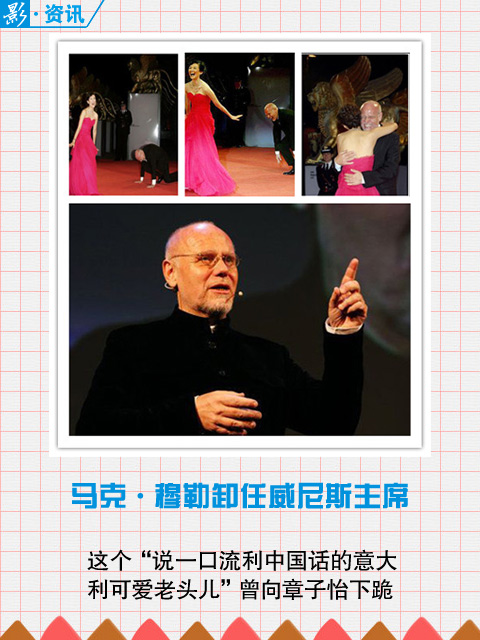 影·资讯
马克·穆勒卸任威尼斯主席
这个“说一口流利中国话的意大
利可爱老头儿”曾向章子怡下跪